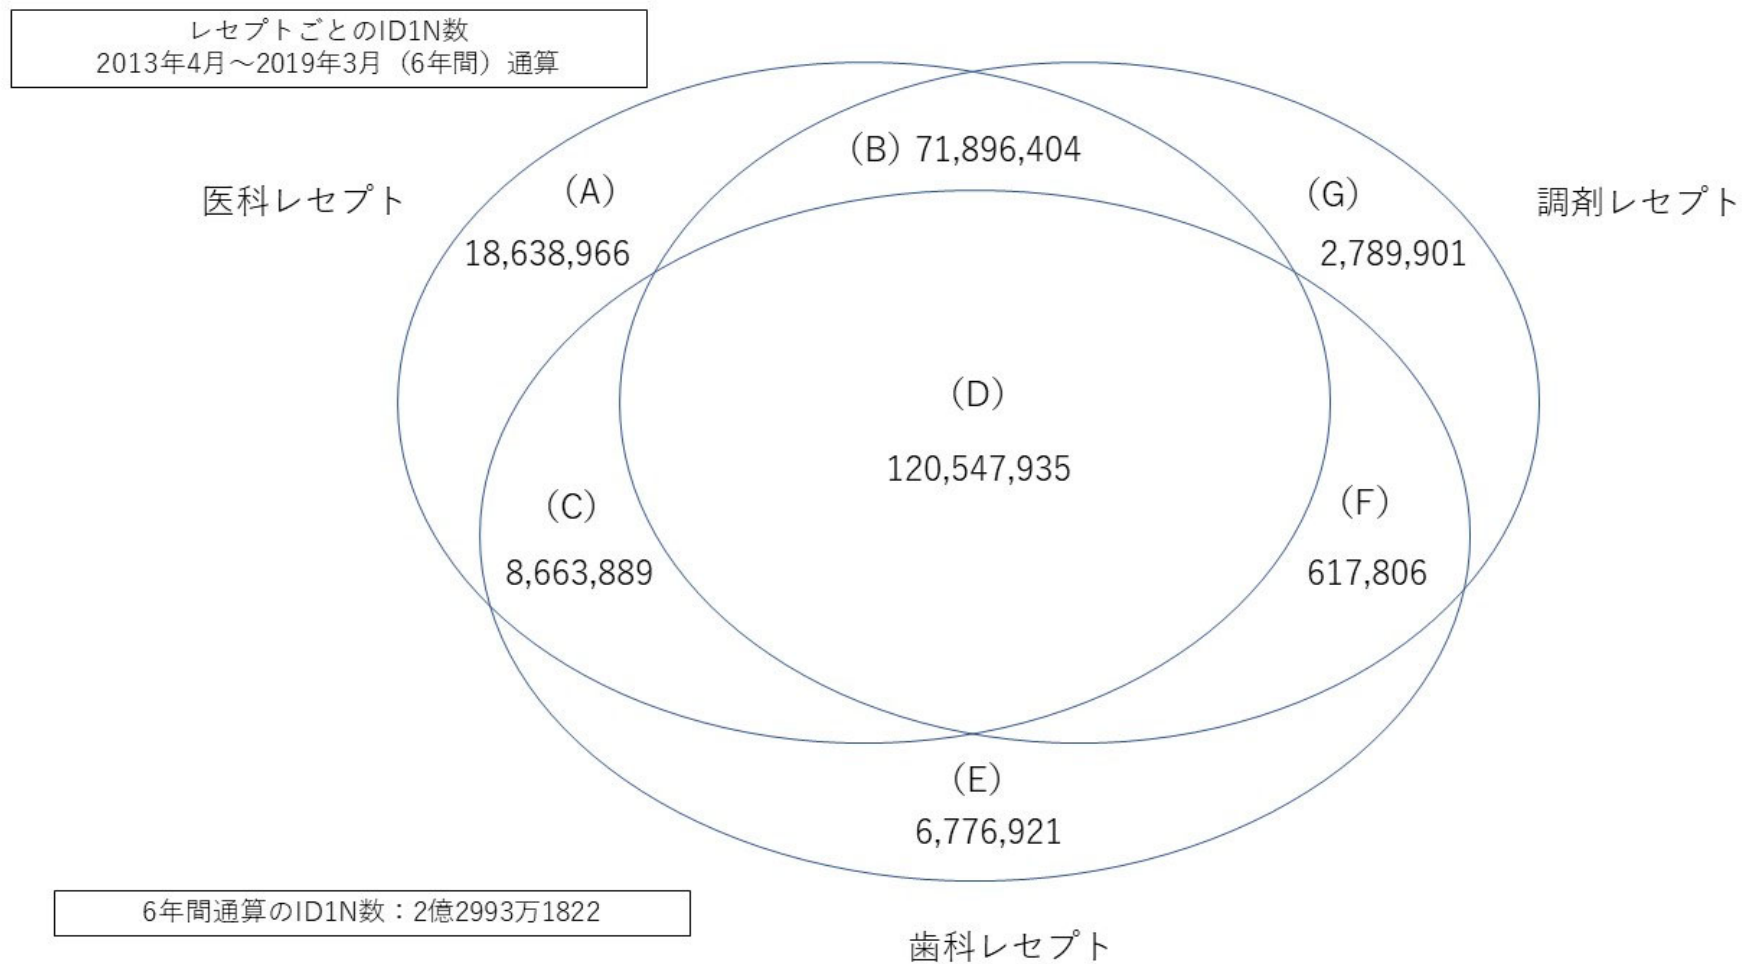 レセプトごとのID1N数
2013年4月～2019年3月（6年間）通算
（B）71,896,404
医科レセプト
（A）
18,638,966
（G）
2,789,901
調剤レセプト
（D）
120,547,935
（C）
8,663,889
（F）
617,806
（E）
6,776,921
6年間通算のID1N数：2億2993万1822
歯科レセプト